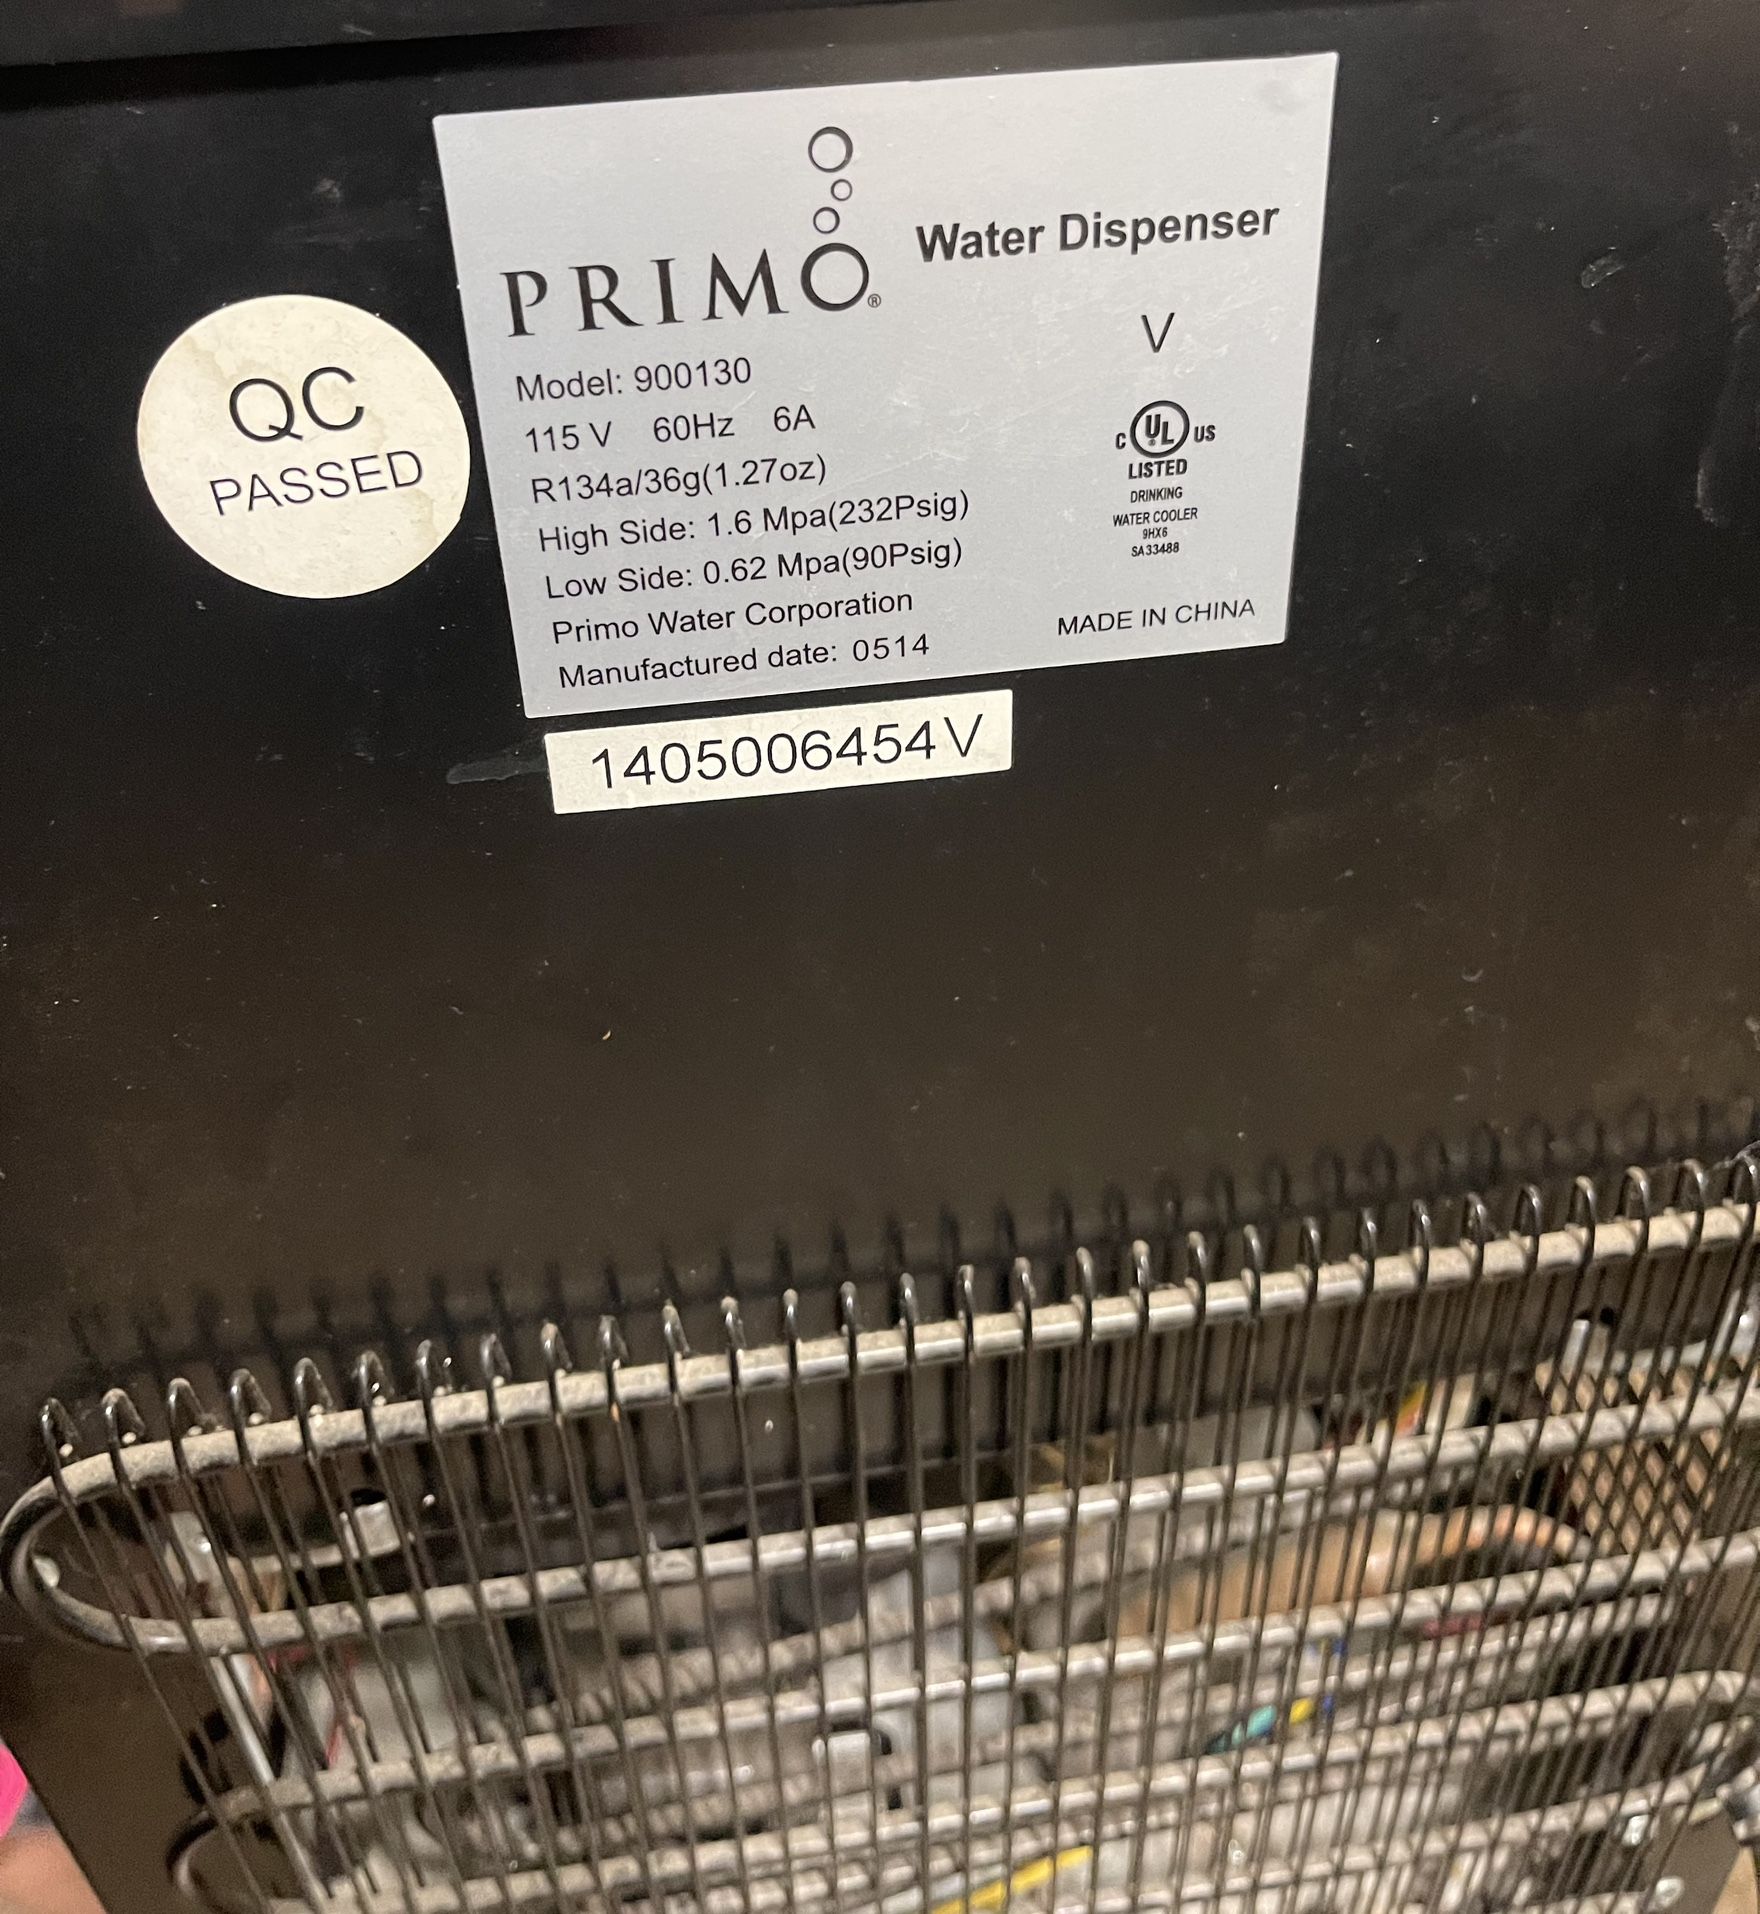 PRIMO®
Water Dispenser
V
Model: 900130
115 V 60Hz 6A
R134a/36g(1.27oz)
High Side: 1.6 Mpa(232Psig)
Low Side: 0.62 Mpa(90Psig)
Primo Water Corporation
Manufactured date: 0514
C UL® US
LISTED
DRINKING
WATER COOLER
9HX6
SA33488
MADE IN CHINA
QC
PASSED
1405006454V